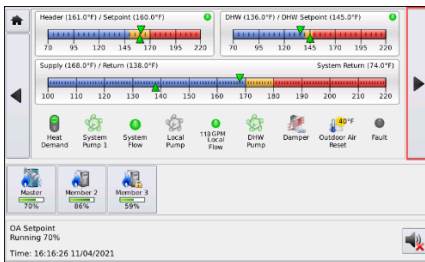 Header (161.0°F) / Setpoint (160.0°F)
DHW (136.0°F) / DHW Setpoint (145.0°F)
70 95 120 145 170 195 220
70 95 120 145 170 195 220
Supply (168.0°F) / Return (138.0°F)
System Return (74.0°F)
100 110 120 130 140 150 160 170 180 190 200 210 220
40°F
Heat Demand
System Pump 1
System Flow
Local Pump
118 GPM Local Flow
DHW Pump
Damper
Outdoor Air Reset
Fault
Master
70%
Member 2
86%
Member 3
59%
OA Setpoint
Running 70%
Time: 16:16:26 11/04/2021